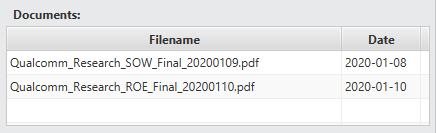 Documents:
Filename Date
Qualcomm_Research_SOW_Final_20200109.pdf 2020-01-08
Qualcomm_Research_ROE_Final_20200110.pdf 2020-01-10